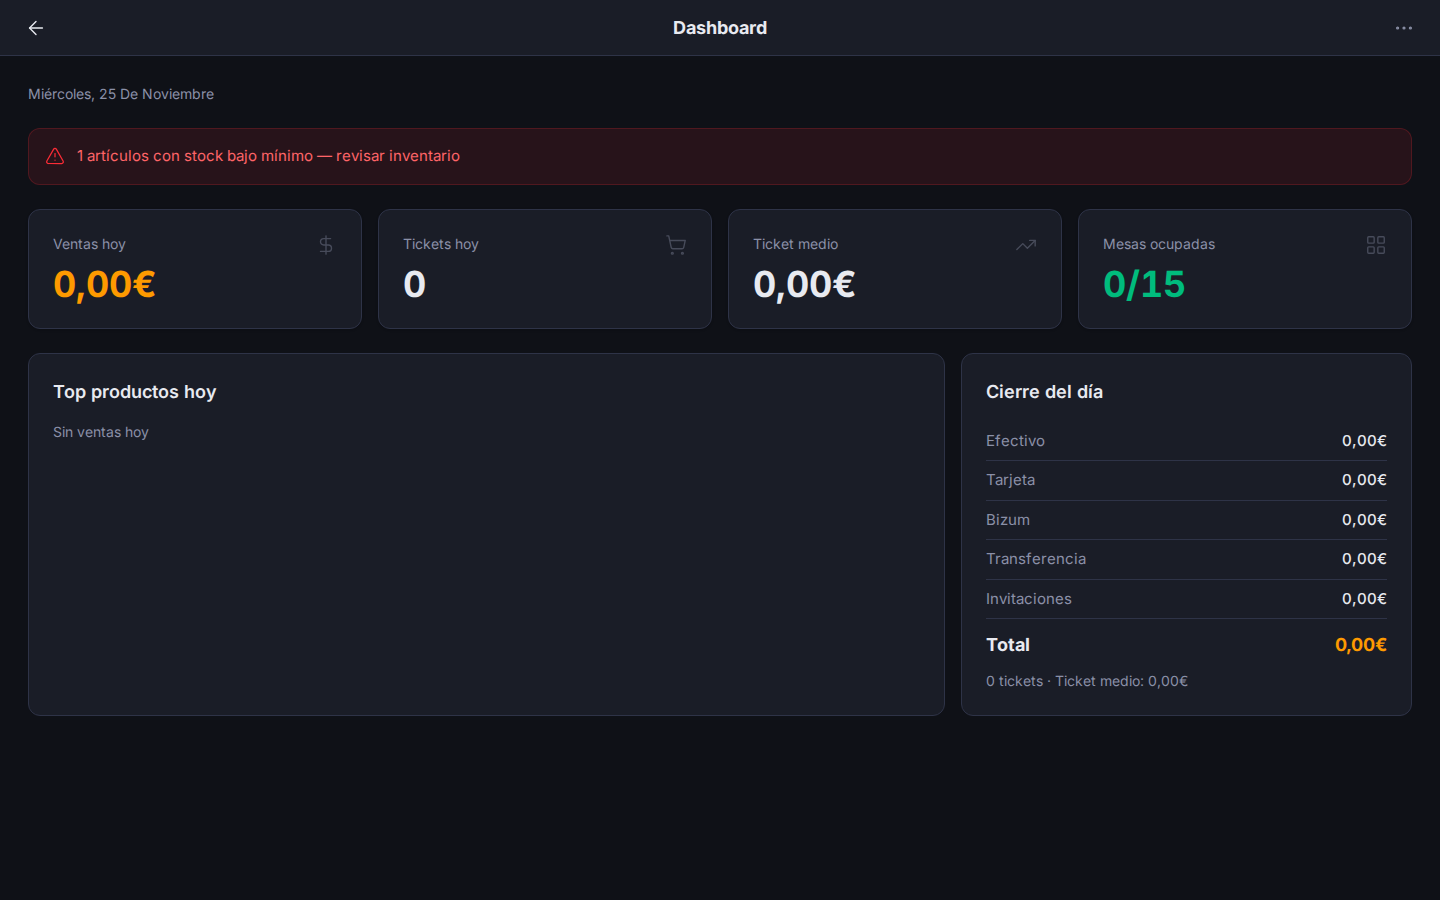 Dashboard
Miércoles, 25 De Noviembre
1 artículos con stock bajo mínimo — revisar inventario
Ventas hoy
0,00€
Tickets hoy
0
Ticket medio
0,00€
Mesas ocupadas
0/15
Top productos hoy
Sin ventas hoy
Cierre del día
Efectivo 0,00€
Tarjeta 0,00€
Bizum 0,00€
Transferencia 0,00€
Invitaciones 0,00€
Total 0,00€
0 tickets · Ticket medio: 0,00€